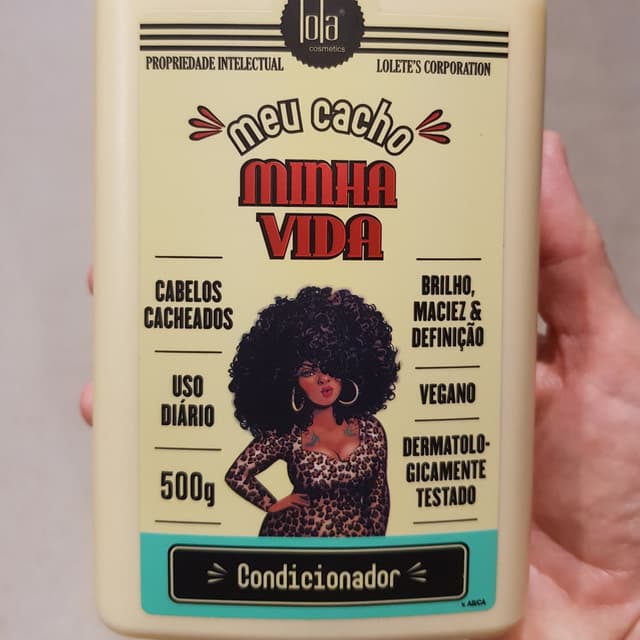 lola
cosmetics
PROPRIEDADE INTELECTUAL
LOLETE'S CORPORATION
meu cacho
MINHA
VIDA
CABELOS
CACHEADOS
USO
DIÁRIO
500g
BRILHO,
MACIEZ &
DEFINIÇÃO
VEGANO
DERMATOLO-
GICAMENTE
TESTADO
Condicionador